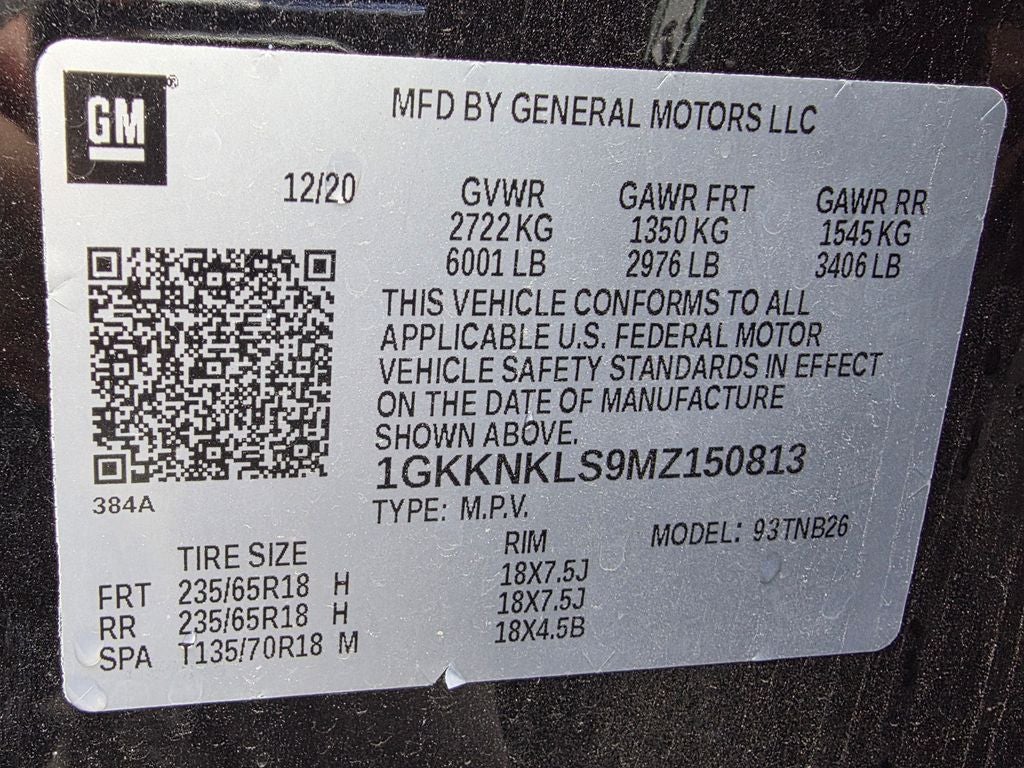 GM®
MFD BY GENERAL MOTORS LLC
12/20 GVWR GAWR FRT GAWR RR
2722 KG 1350 KG 1545 KG
6001 LB 2976 LB 3406 LB
THIS VEHICLE CONFORMS TO ALL
APPLICABLE U.S. FEDERAL MOTOR
VEHICLE SAFETY STANDARDS IN EFFECT
ON THE DATE OF MANUFACTURE
SHOWN ABOVE.
1GKKNKLS9MZ150813
384A
TYPE: M.P.V.
MODEL: 93TNB26
TIRE SIZE RIM
FRT 235/65R18 H 18X7.5J
RR 235/65R18 H 18X7.5J
SPA T135/70R18 M 18X4.5B